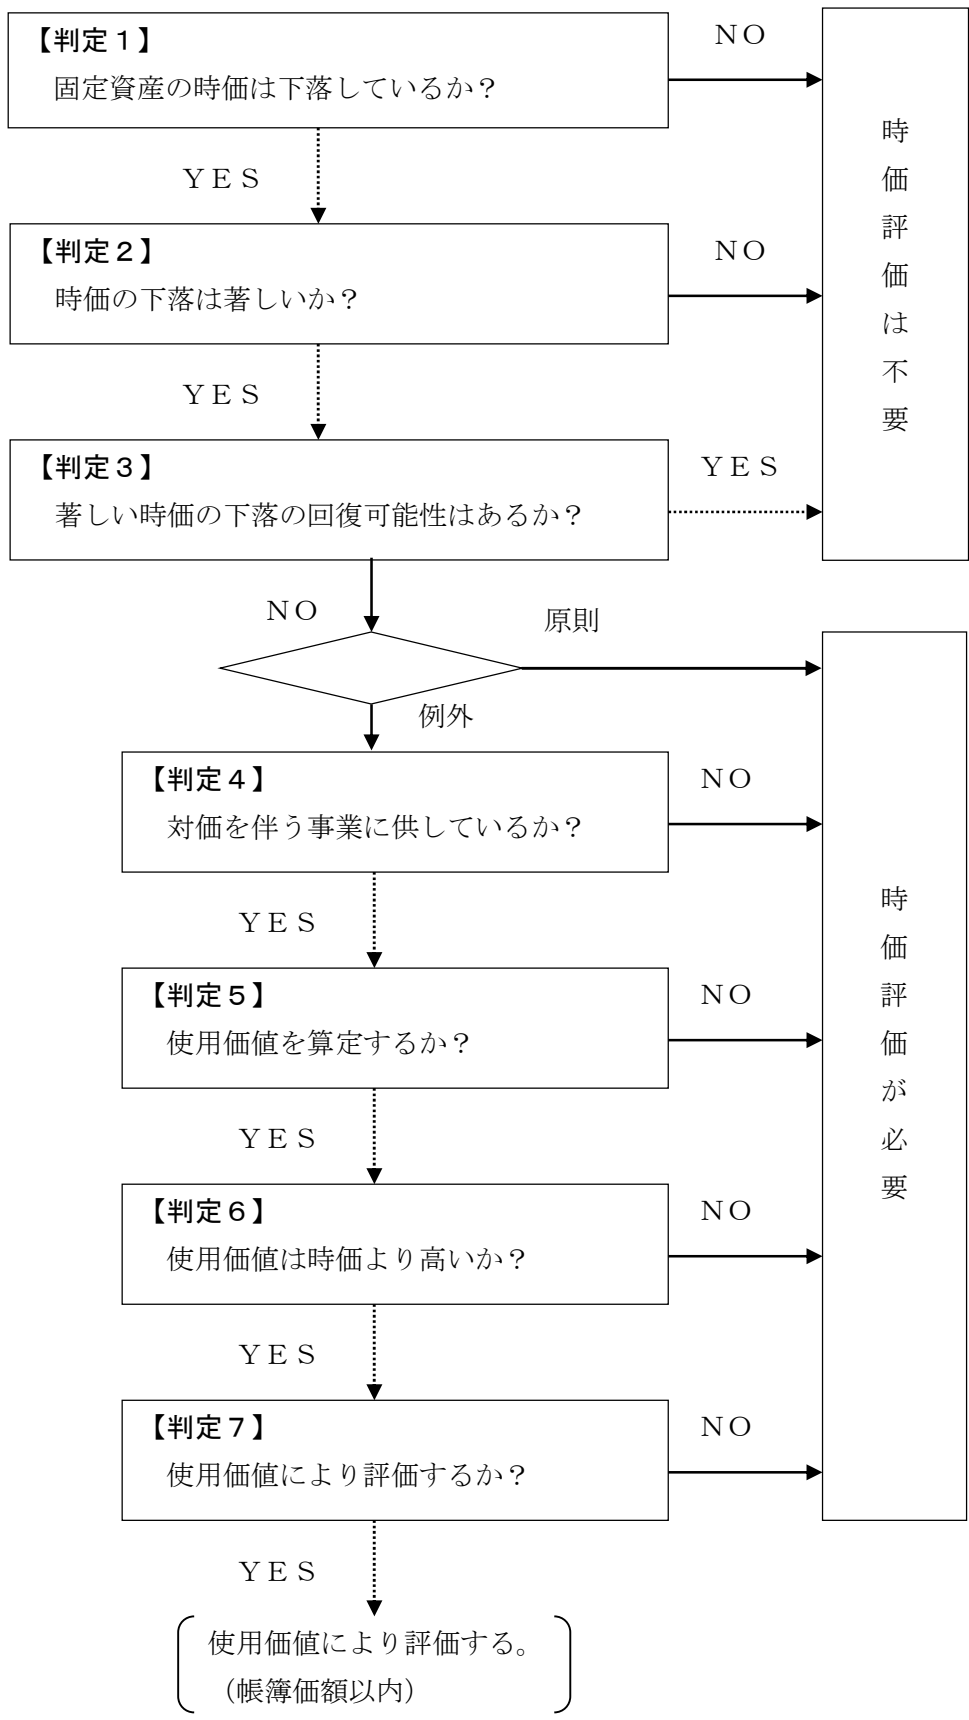 【判定１】
固定資産の時価は下落しているか？
ＮＯ
ＹＥＳ
【判定２】
時価の下落は著しいか？
ＮＯ
ＹＥＳ
【判定３】
著しい時価の下落の回復可能性はあるか？
ＹＥＳ
時価評価は不要
ＮＯ
原則
例外
【判定４】
対価を伴う事業に供しているか？
ＮＯ
ＹＥＳ
【判定５】
使用価値を算定するか？
ＮＯ
ＹＥＳ
【判定６】
使用価値は時価より高いか？
ＮＯ
ＹＥＳ
【判定７】
使用価値により評価するか？
ＮＯ
時価評価が必要
ＹＥＳ
使用価値により評価する。
（帳簿価額以内）